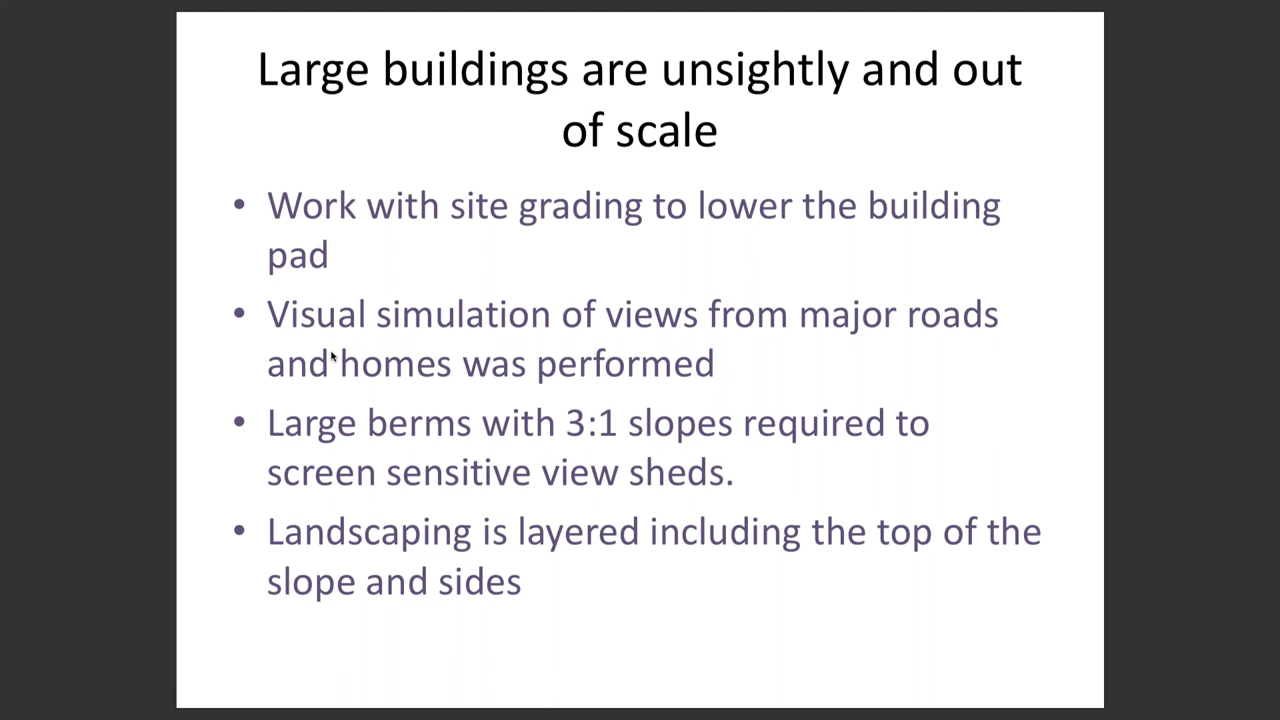 Large buildings are unsightly and out
of scale
• Work with site grading to lower the building
pad
• Visual simulation of views from major roads
and homes was performed
• Large berms with 3:1 slopes required to
screen sensitive view sheds.
• Landscaping is layered including the top of the
slope and sides